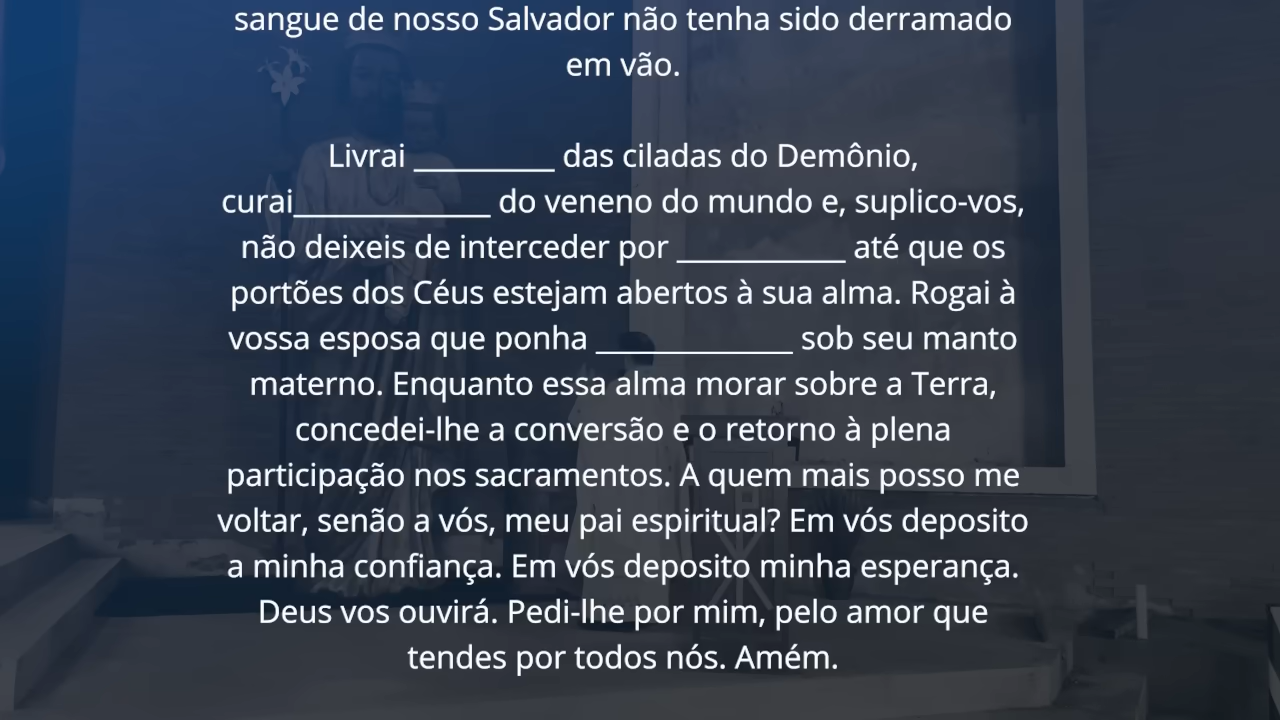 sangue de nosso Salvador não tenha sido derramado
em vão.
Livrai __________ das ciladas do Demônio,
curai______________ do veneno do mundo e, suplico-vos,
não deixeis de interceder por ____________ até que os
portões dos Céus estejam abertos à sua alma. Rogai à
vossa esposa que ponha ______________ sob seu manto
materno. Enquanto essa alma morar sobre a Terra,
concedei-lhe a conversão e o retorno à plena
participação nos sacramentos. A quem mais posso me
voltar, senão a vós, meu pai espiritual? Em vós deposito
a minha confiança. Em vós deposito minha esperança.
Deus vos ouvirá. Pedi-lhe por mim, pelo amor que
tendes por todos nós. Amém.